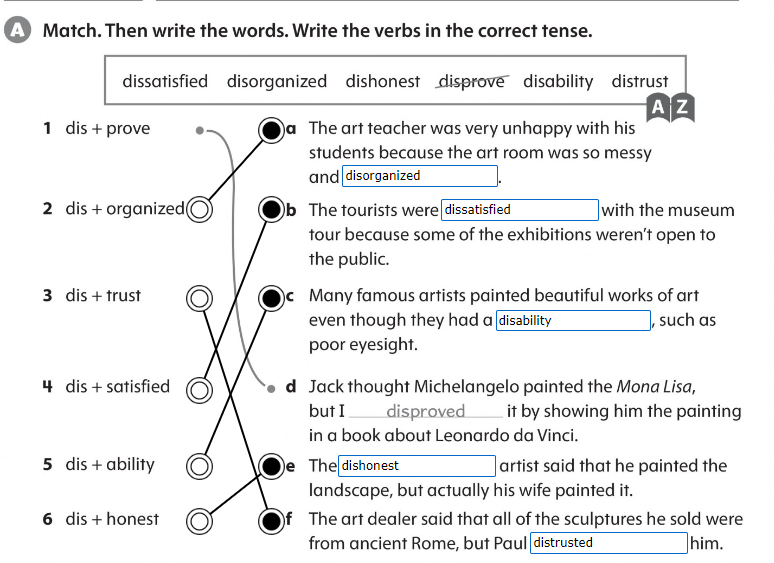 A Match. Then write the words. Write the verbs in the correct tense.
dissatisfied disorganized dishonest disprove disability distrust
A Z
1 dis + prove
a The art teacher was very unhappy with his
students because the art room was so messy
and disorganized.
2 dis + organized
b The tourists were dissatisfied with the museum
tour because some of the exhibitions weren't open to
the public.
3 dis + trust
c Many famous artists painted beautiful works of art
even though they had a disability, such as
poor eyesight.
4 dis + satisfied
d Jack thought Michelangelo painted the Mona Lisa,
but I disproved it by showing him the painting
in a book about Leonardo da Vinci.
5 dis + ability
e The dishonest artist said that he painted the
landscape, but actually his wife painted it.
6 dis + honest
f The art dealer said that all of the sculptures he sold were
from ancient Rome, but Paul distrusted him.